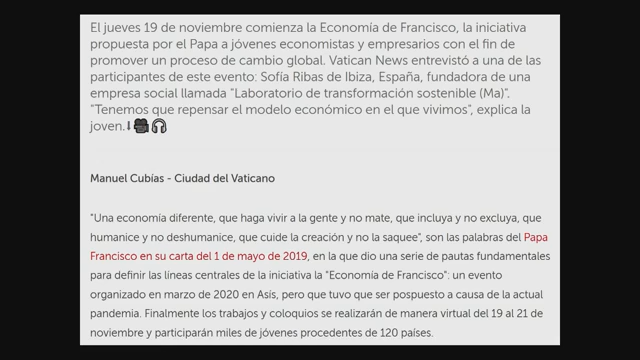 El jueves 19 de noviembre comienza la Economía de Francisco, la iniciativa
propuesta por el Papa a jóvenes economistas y empresarios con el fin de
promover un proceso de cambio global. Vatican News entrevistó a una de las
participantes de este evento: Sofía Ribas de Ibiza, España, fundadora de una
empresa social llamada "Laboratorio de transformación sostenible (Ma)".
"Tenemos que repensar el modelo económico en el que vivimos", explica la
joven.⬇🎥🎧
Manuel Cubías - Ciudad del Vaticano
"Una economía diferente, que haga vivir a la gente y no mate, que incluya y no excluya, que
humanice y no deshumanice, que cuide la creación y no la saquee", son las palabras del Papa
Francisco en su carta del 1 de mayo de 2019, en la que dio una serie de pautas fundamentales
para definir las líneas centrales de la iniciativa la "Economía de Francisco": un evento
organizado en marzo de 2020 en Asís, pero que tuvo que ser pospuesto a causa de la actual
pandemia. Finalmente los trabajos y coloquios se realizarán de manera virtual del 19 al 21 de
noviembre y participarán miles de jóvenes procedentes de 120 países.